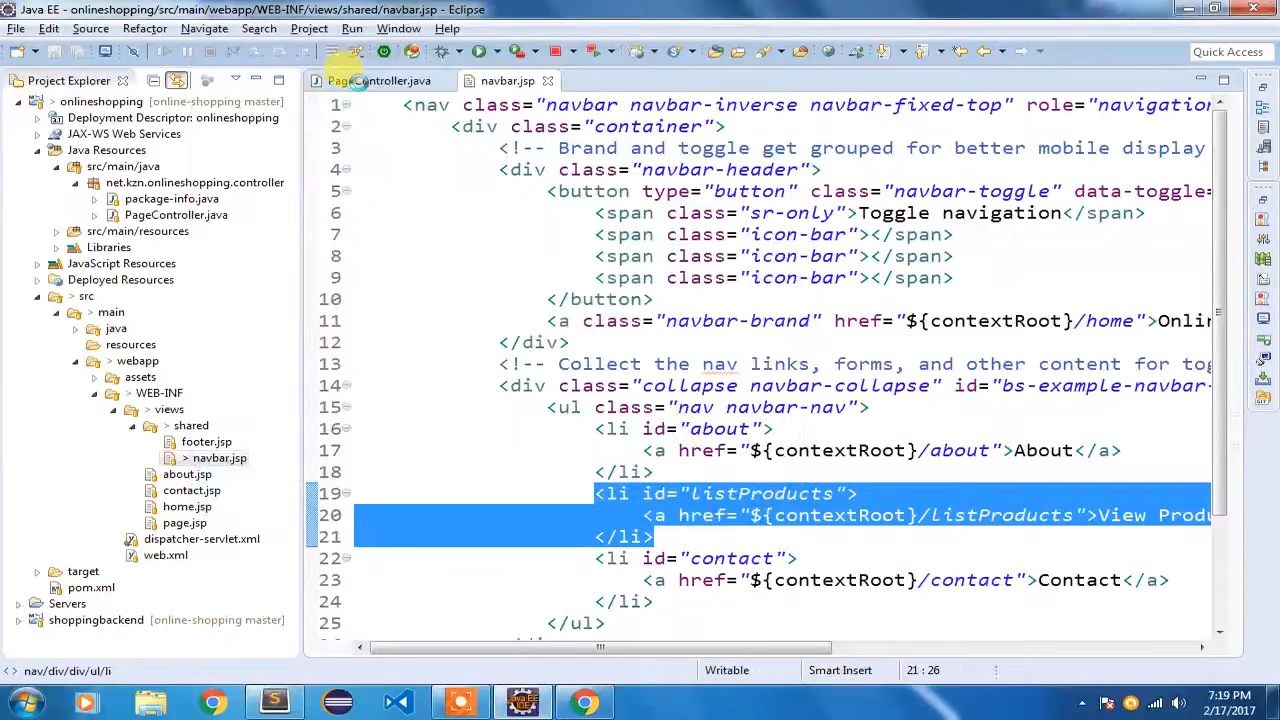 Java EE - onlineshopping/src/main/webapp/WEB-INF/views/shared/navbar.jsp - Eclipse
File Edit Source Refactor Navigate Search Project Run Window Help
Quick Access
Project Explorer
onlineshopping [online-shopping master]
Deployment Descriptor: onlineshopping
JAX-WS Web Services
Java Resources
src/main/java
net.kzn.onlineshopping.controller
package-info.java
PageController.java
src/main/resources
Libraries
JavaScript Resources
Deployed Resources
> src
> main
> java
resources
> webapp
assets
> WEB-INF
> views
> shared
footer.jsp
> navbar.jsp
about.jsp
contact.jsp
home.jsp
page.jsp
dispatcher-servlet.xml
web.xml
target
pom.xml
Servers
shoppingbackend [online-shopping master]
PageController.java navbar.jsp
1 <nav class="navbar navbar-inverse navbar-fixed-top" role="navigation
2 <div class="container">
3 <!-- Brand and toggle get grouped for better mobile display
4 <div class="navbar-header">
5 <button type="button" class="navbar-toggle" data-toggle=
6 <span class="sr-only">Toggle navigation</span>
7 <span class="icon-bar"></span>
8 <span class="icon-bar"></span>
9 <span class="icon-bar"></span>
10 </button>
11 <a class="navbar-brand" href="${contextRoot}/home">Onli
12 </div>
13 <!-- Collect the nav links, forms, and other content for tog
14 <div class="collapse navbar-collapse" id="bs-example-navbar-
15 <ul class="nav navbar-nav">
16 <li id="about">
17 <a href="${contextRoot}/about">About</a>
18 </li>
19 <li id="listProducts">
20 <a href="${contextRoot}/listProducts">View Produ
21 </li>
22 <li id="contact">
23 <a href="${contextRoot}/contact">Contact</a>
24 </li>
25 </ul>
nav/div/div/ul/li
Writable
Smart Insert
21 : 26
Java EE IDE
7:19 PM
2/17/2017